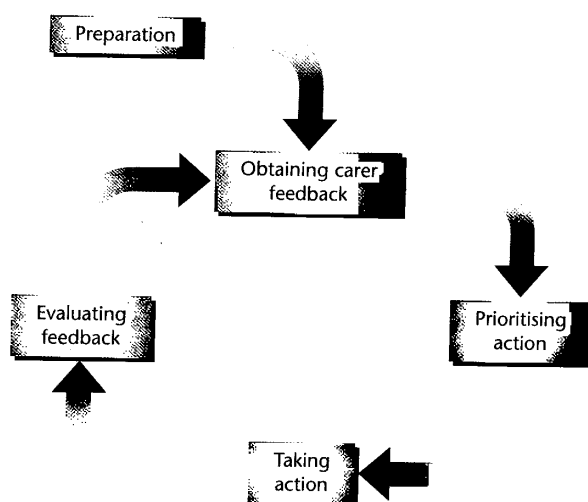 Preparation
Obtaining carer
feedback
Prioritising
action
Taking
action
Evaluating
feedback